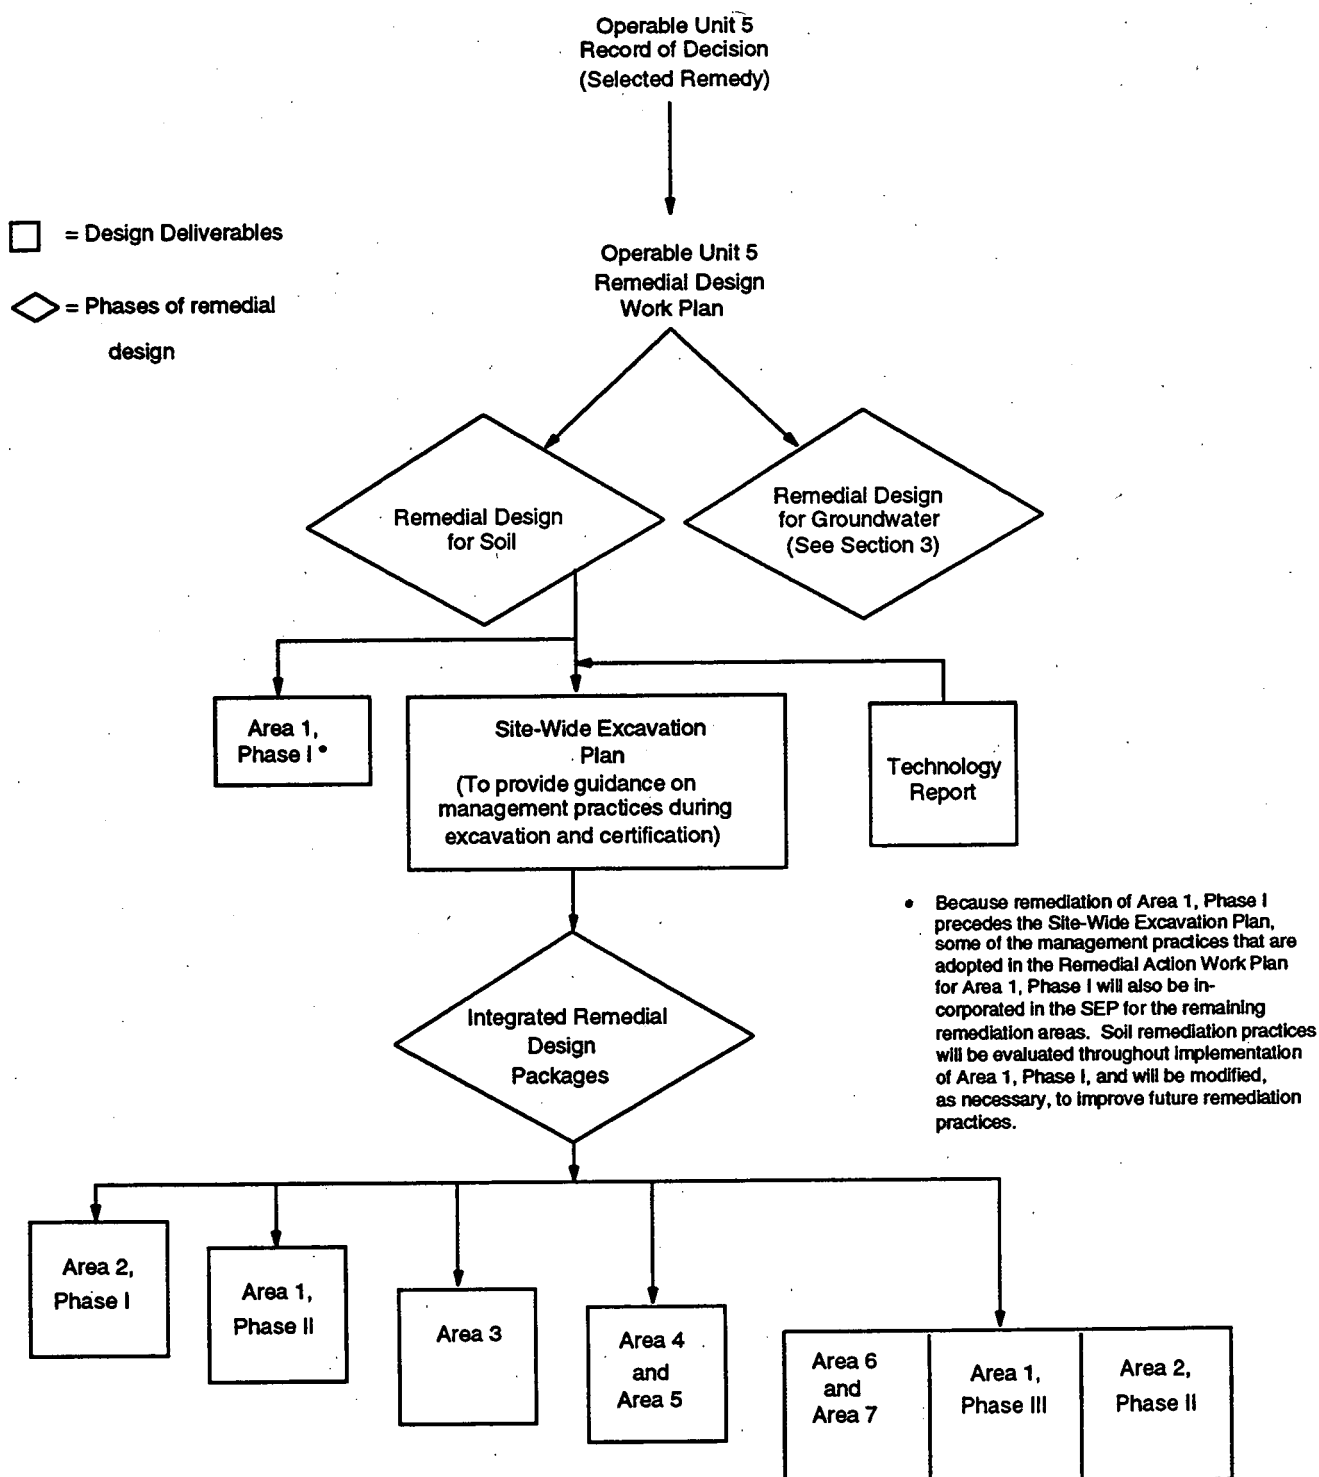 Operable Unit 5
Record of Decision
(Selected Remedy)
= Design Deliverables
= Phases of remedial
design
Operable Unit 5
Remedial Design
Work Plan
Remedial Design
for Soil
Remedial Design
for Groundwater
(See Section 3)
Area 1,
Phase I •
Site-Wide Excavation
Plan
(To provide guidance on
management practices during
excavation and certification)
Technology
Report
• Because remediation of Area 1, Phase I
precedes the Site-Wide Excavation Plan,
some of the management practices that are
adopted in the Remedial Action Work Plan
for Area 1, Phase I will also be in-
corporated in the SEP for the remaining
remediation areas. Soil remediation practices
will be evaluated throughout implementation
of Area 1, Phase I, and will be modified,
as necessary, to improve future remediation
practices.
Integrated Remedial
Design
Packages
Area 2,
Phase I
Area 1,
Phase II
Area 3
Area 4
and
Area 5
Area 6
and
Area 7
Area 1,
Phase III
Area 2,
Phase II